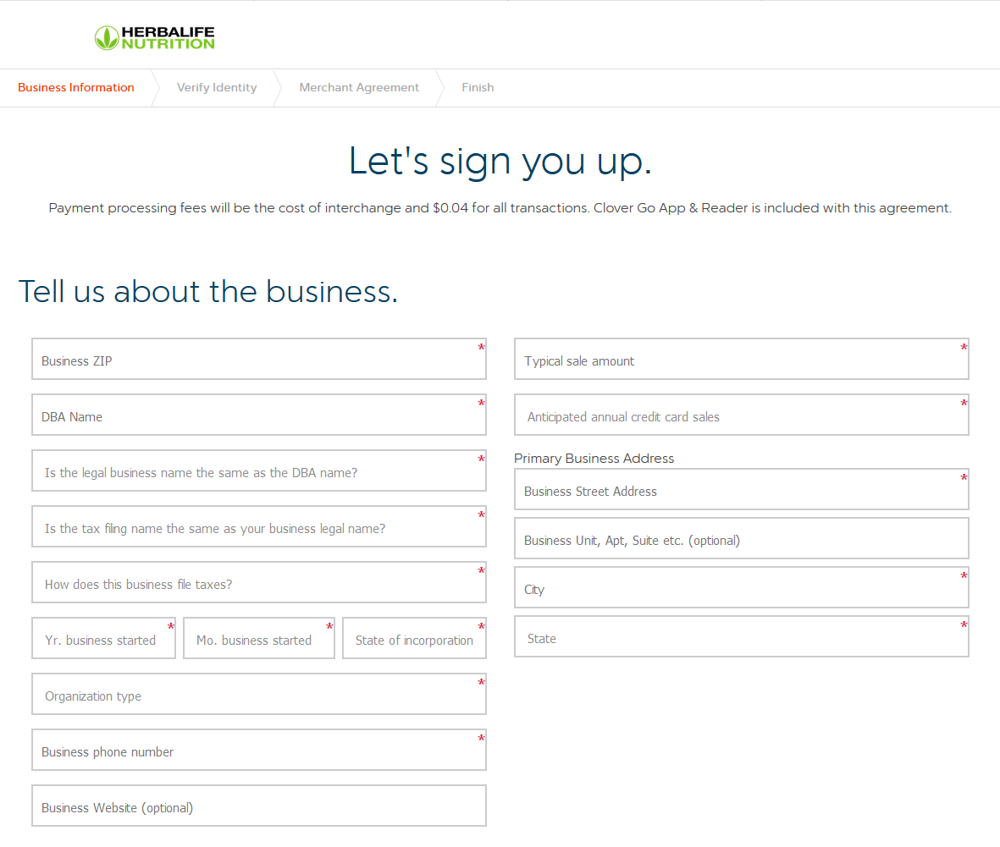 HERBALIFE
NUTRITION
Business Information
Verify Identity
Merchant Agreement
Finish
Let's sign you up.
Payment processing fees will be the cost of interchange and $0.04 for all transactions. Clover Go App & Reader is included with this agreement.
Tell us about the business.
Business ZIP *
DBA Name *
Is the legal business name the same as the DBA name? *
Is the tax filing name the same as your business legal name? *
How does this business file taxes? *
Yr. business started * Mo. business started * State of incorporation *
Organization type *
Business phone number *
Business Website (optional)
Typical sale amount *
Anticipated annual credit card sales *
Primary Business Address
Business Street Address *
Business Unit, Apt, Suite etc. (optional)
City *
State *